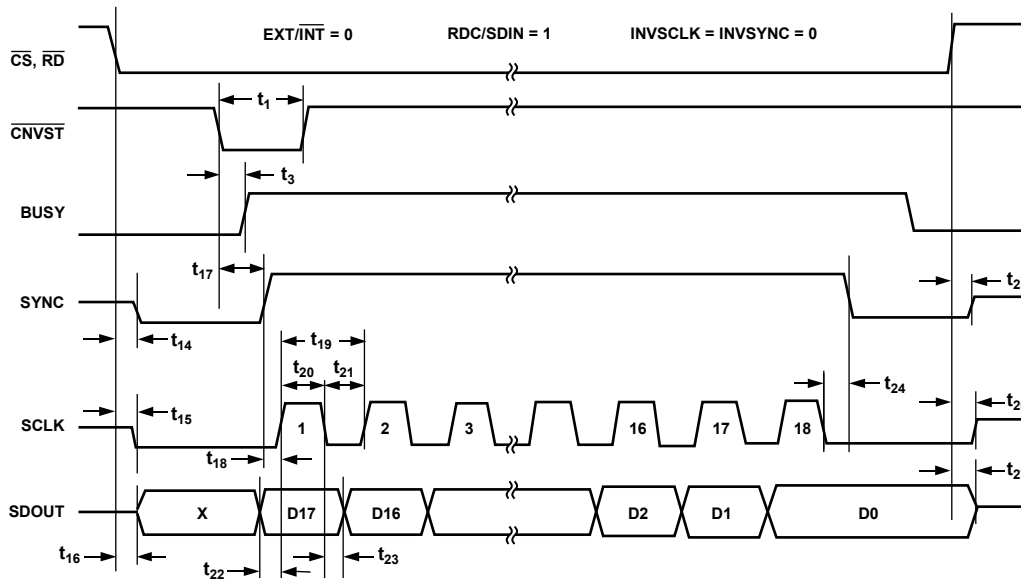 EXT/INT = 0 RDC/SDIN = 1 INVSCLK = INVSYNC = 0
CS, RD
t1
CNVST
t3
BUSY
t17
SYNC
t2
t14
t19
t20 t21
t24
t15
t2
SCLK
1 2 3 16 17 18
t18
t2
SDOUT
X D17 D16 D2 D1 D0
t16
t22
t23